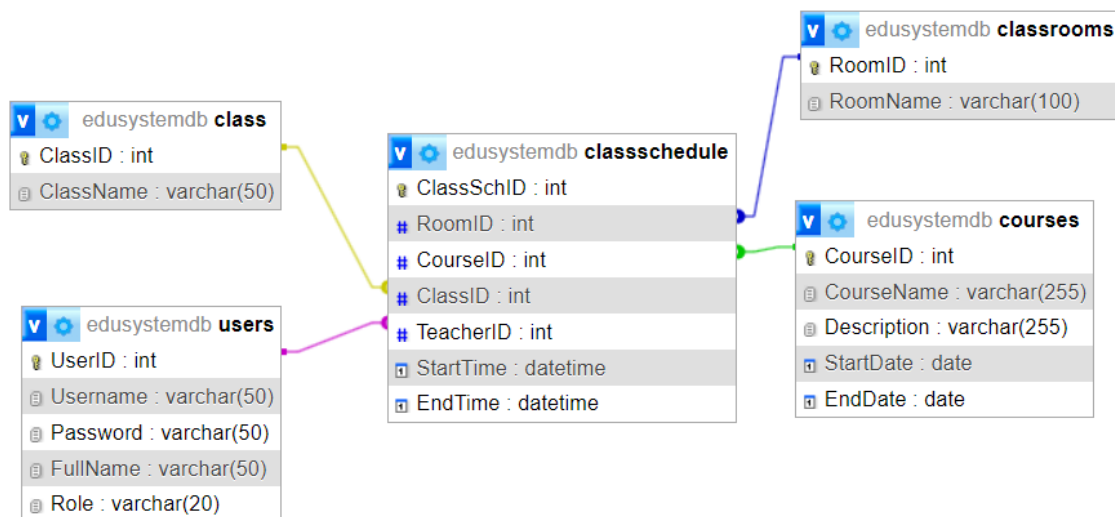 edusystemdb class
ClassID : int
ClassName : varchar(50)
edusystemdb users
UserID : int
Username : varchar(50)
Password : varchar(50)
FullName : varchar(50)
Role : varchar(20)
edusystemdb classschedule
ClassSchID : int
RoomID : int
CourseID : int
ClassID : int
TeacherID : int
StartTime : datetime
EndTime : datetime
edusystemdb classrooms
RoomID : int
RoomName : varchar(100)
edusystemdb courses
CourseID : int
CourseName : varchar(255)
Description : varchar(255)
StartDate : date
EndDate : date